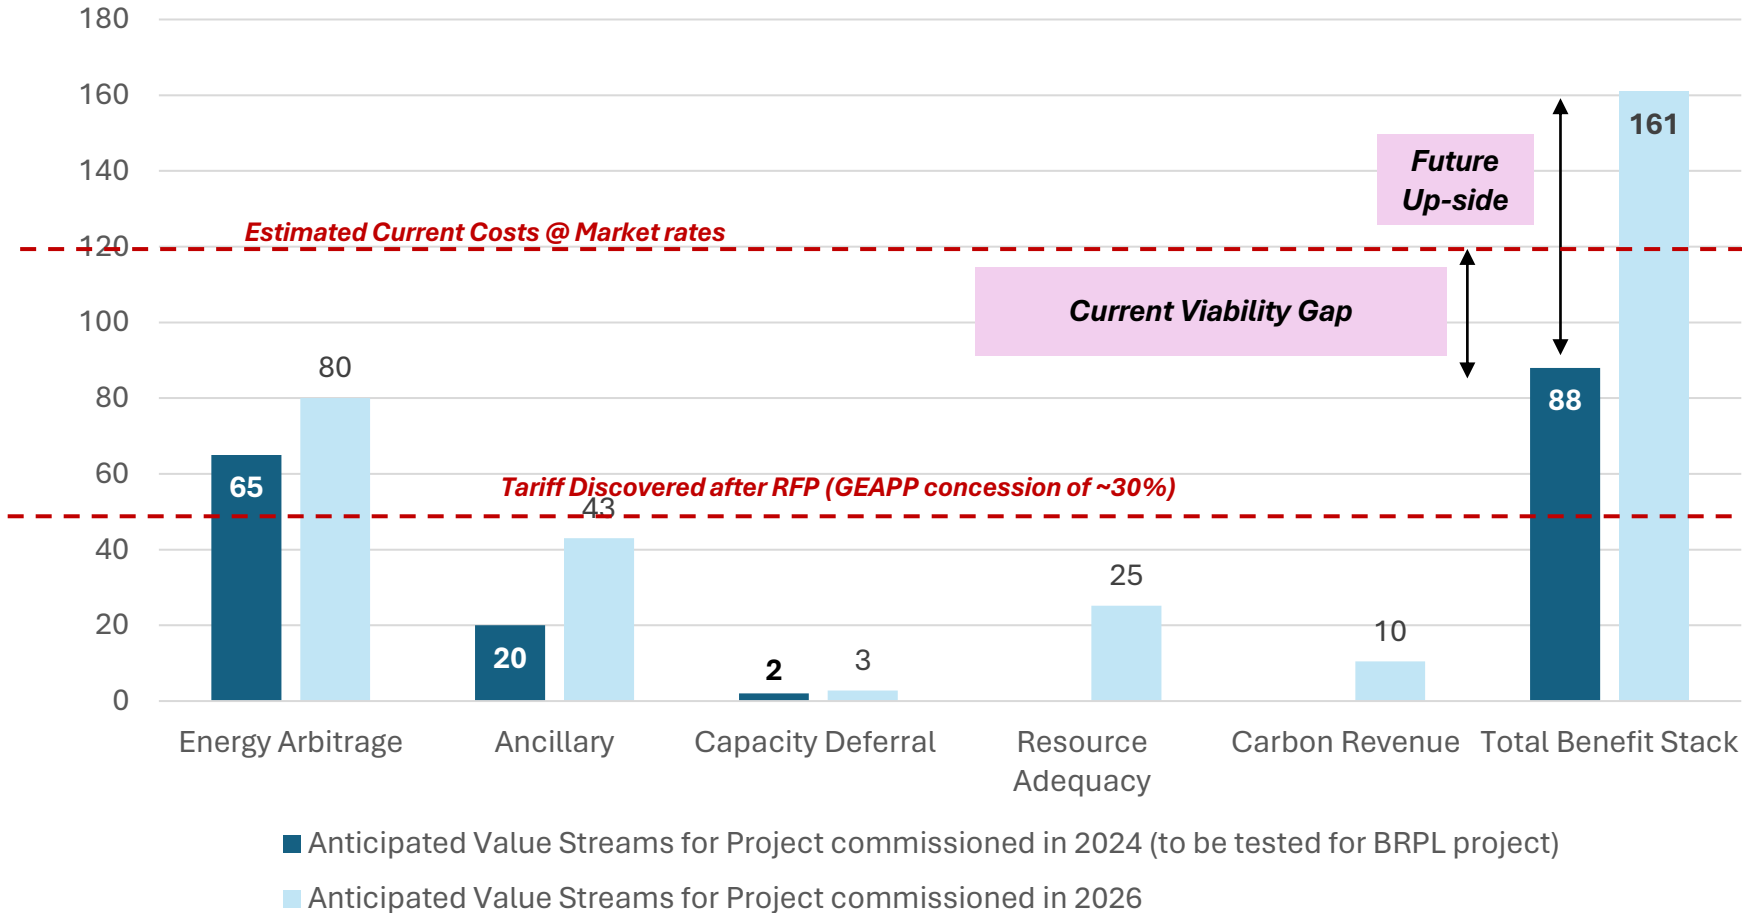 180
160
140
120
100
80
60
40
20
0
Estimated Current Costs @ Market rates
Future
Up-side
Current Viability Gap
Tariff Discovered after RFP (GEAPP concession of ~30%)
65
80
20
43
2
3
25
10
88
161
Energy Arbitrage
Ancillary
Capacity Deferral
Resource
Adequacy
Carbon Revenue
Total Benefit Stack
Anticipated Value Streams for Project commissioned in 2024 (to be tested for BRPL project)
Anticipated Value Streams for Project commissioned in 2026